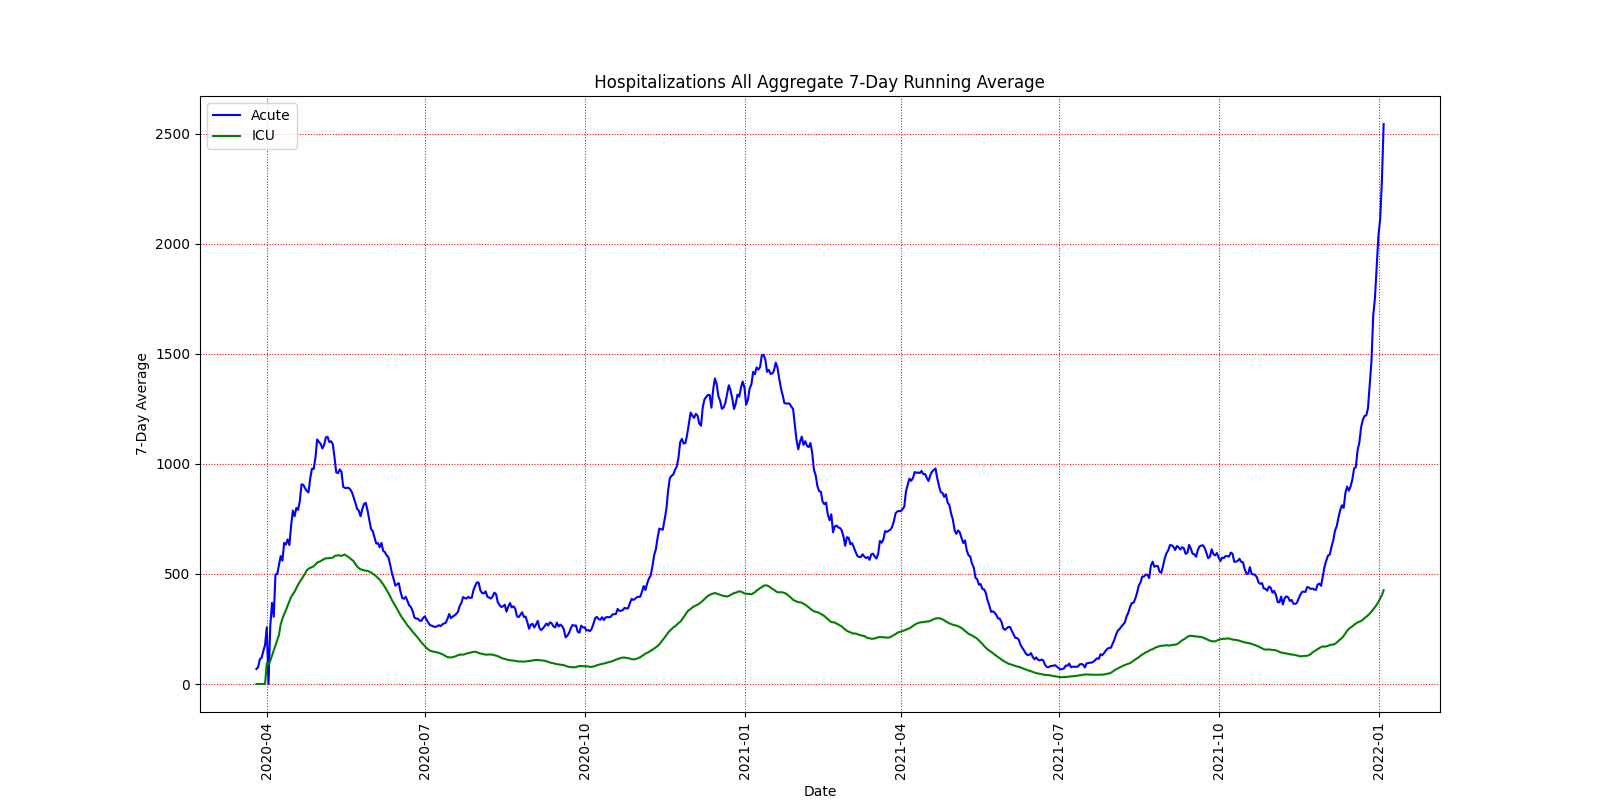 Hospitalizations All Aggregate 7-Day Running Average
Acute
ICU
2500
2000
1500
1000
500
0
7-Day Average
2020-04
2020-07
2020-10
2021-01
2021-04
2021-07
2021-10
2022-01
Date